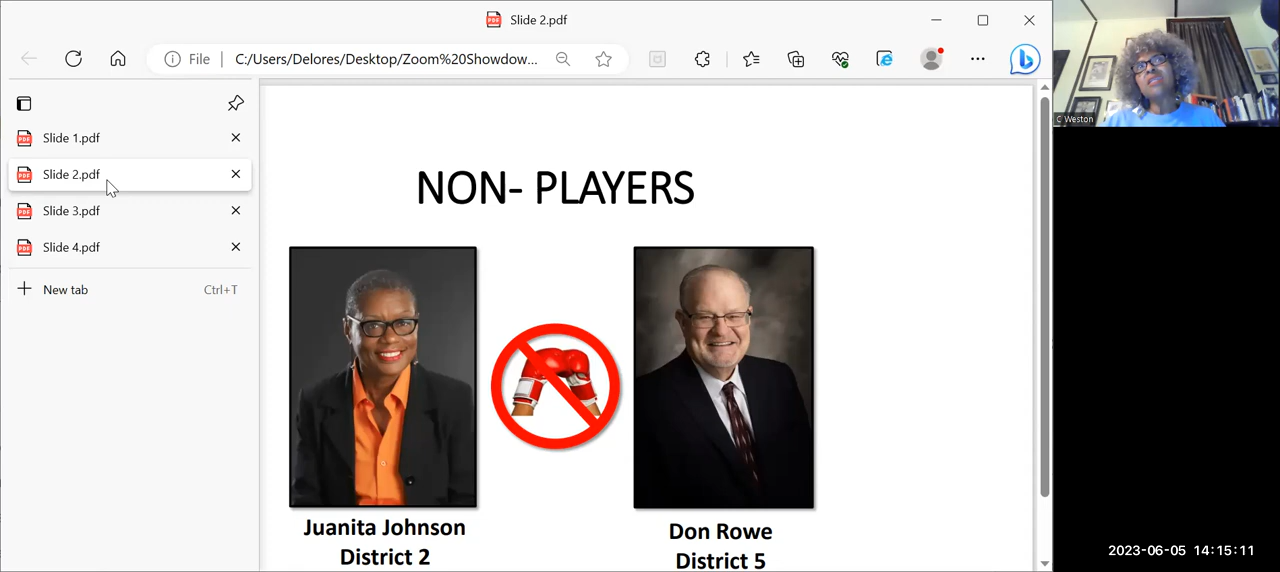 Slide 2.pdf
File
C:/Users/Delores/Desktop/Zoom%20Showdow...
Slide 1.pdf
Slide 2.pdf
Slide 3.pdf
Slide 4.pdf
New tab Ctrl+T
NON- PLAYERS
Juanita Johnson
District 2
Don Rowe
District 5
C Weston
2023-06-05 14:15:11